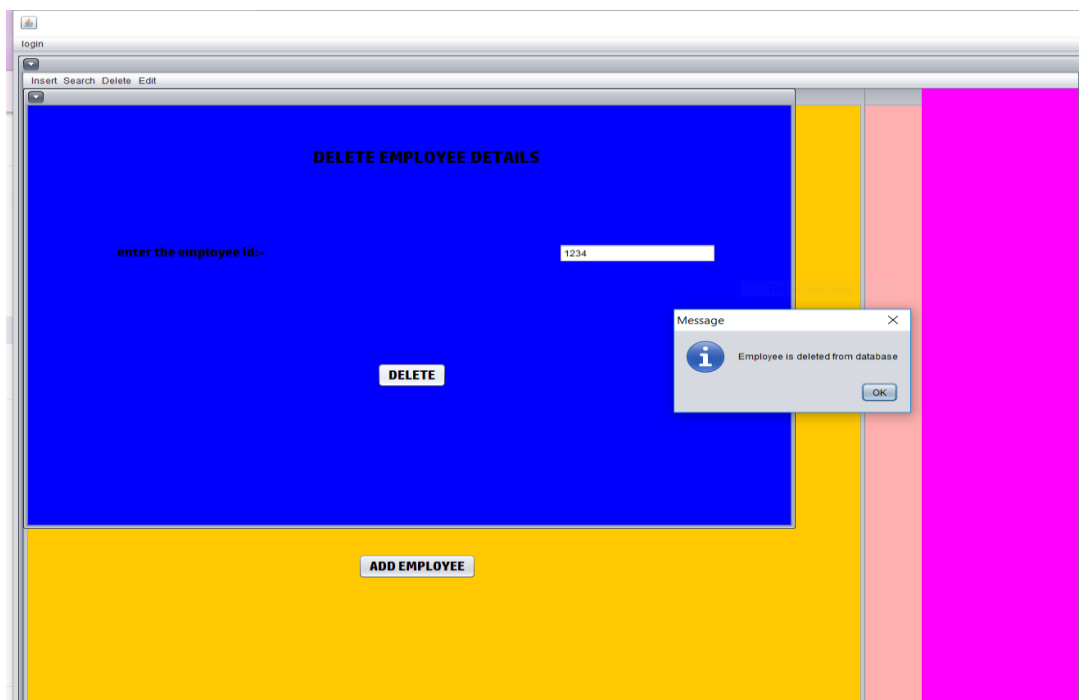 login
Insert Search Delete Edit
DELETE EMPLOYEE DETAILS
enter the employee id:-
1234
Message
Employee is deleted from database
OK
DELETE
ADD EMPLOYEE